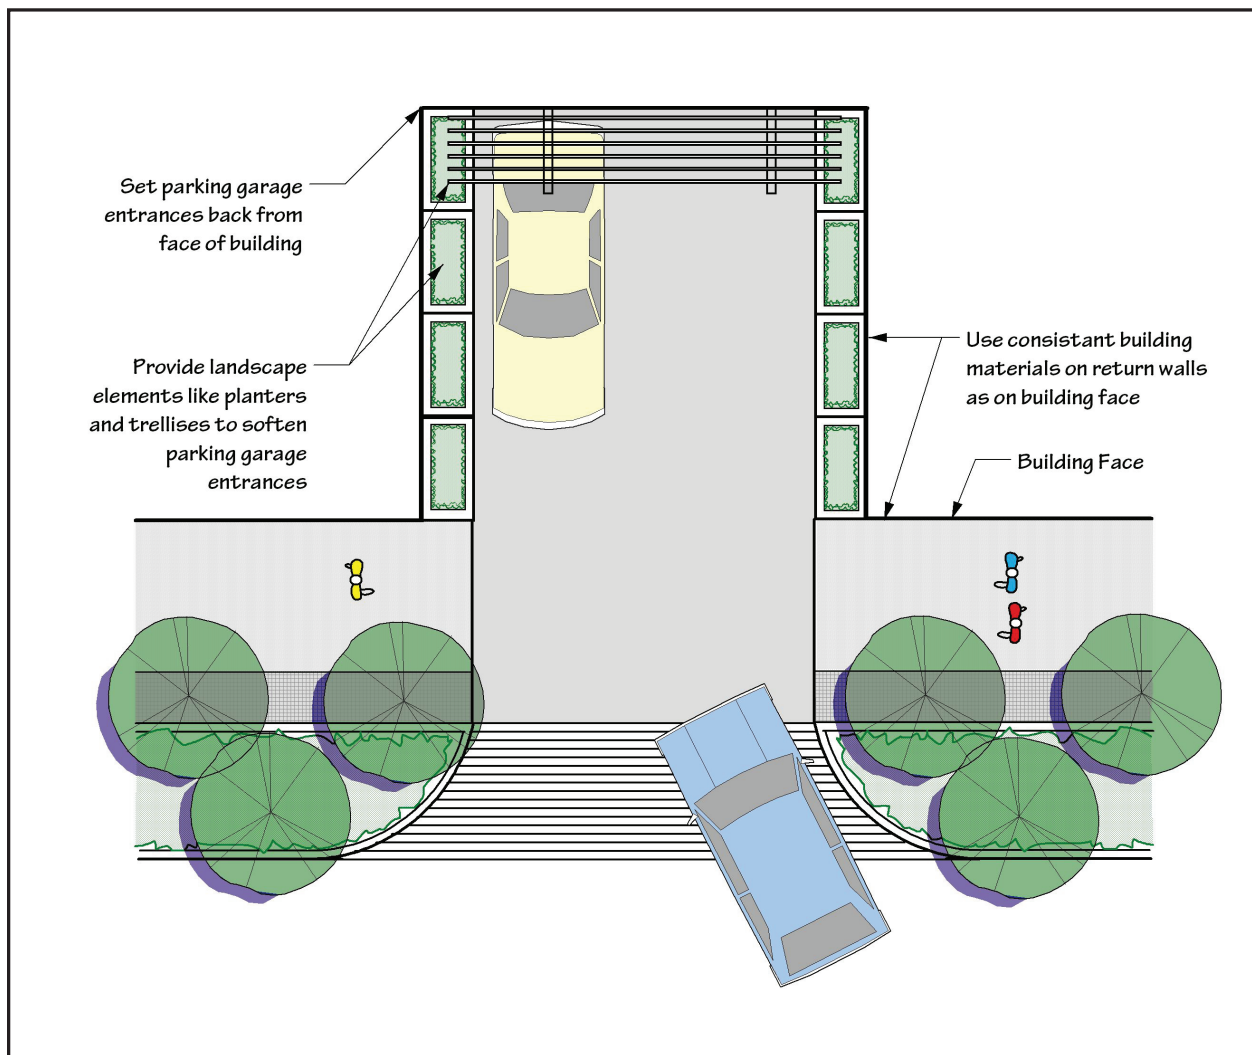 Set parking garage
entrances back from
face of building
Provide landscape
elements like planters
and trellises to soften
parking garage
entrances
Use consistant building
materials on return walls
as on building face
Building Face